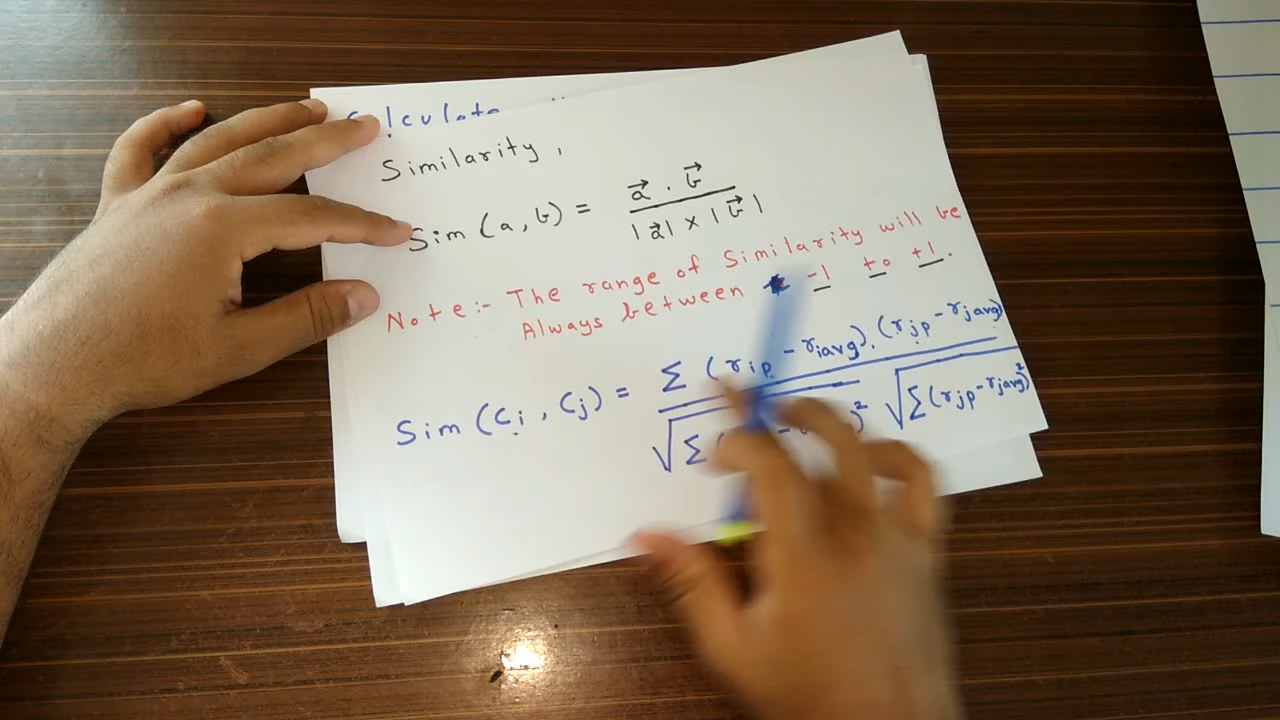 Similarity,
Sim (a, b) = a⃗ . b⃗ / |a⃗| × |b⃗|
Note:- The range of Similarity will be
Always between -1 to +1.
Sim (Ci, Cj) = Σ (rip - riavg). (rjp - rjavg)
√Σ ( - )² √Σ(rjp - rjavg)²